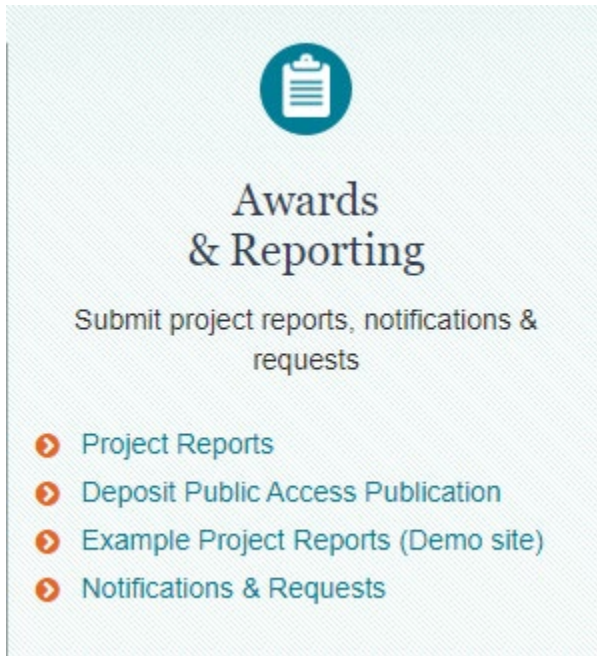 Awards
& Reporting
Submit project reports, notifications &
requests
Project Reports
Deposit Public Access Publication
Example Project Reports (Demo site)
Notifications & Requests